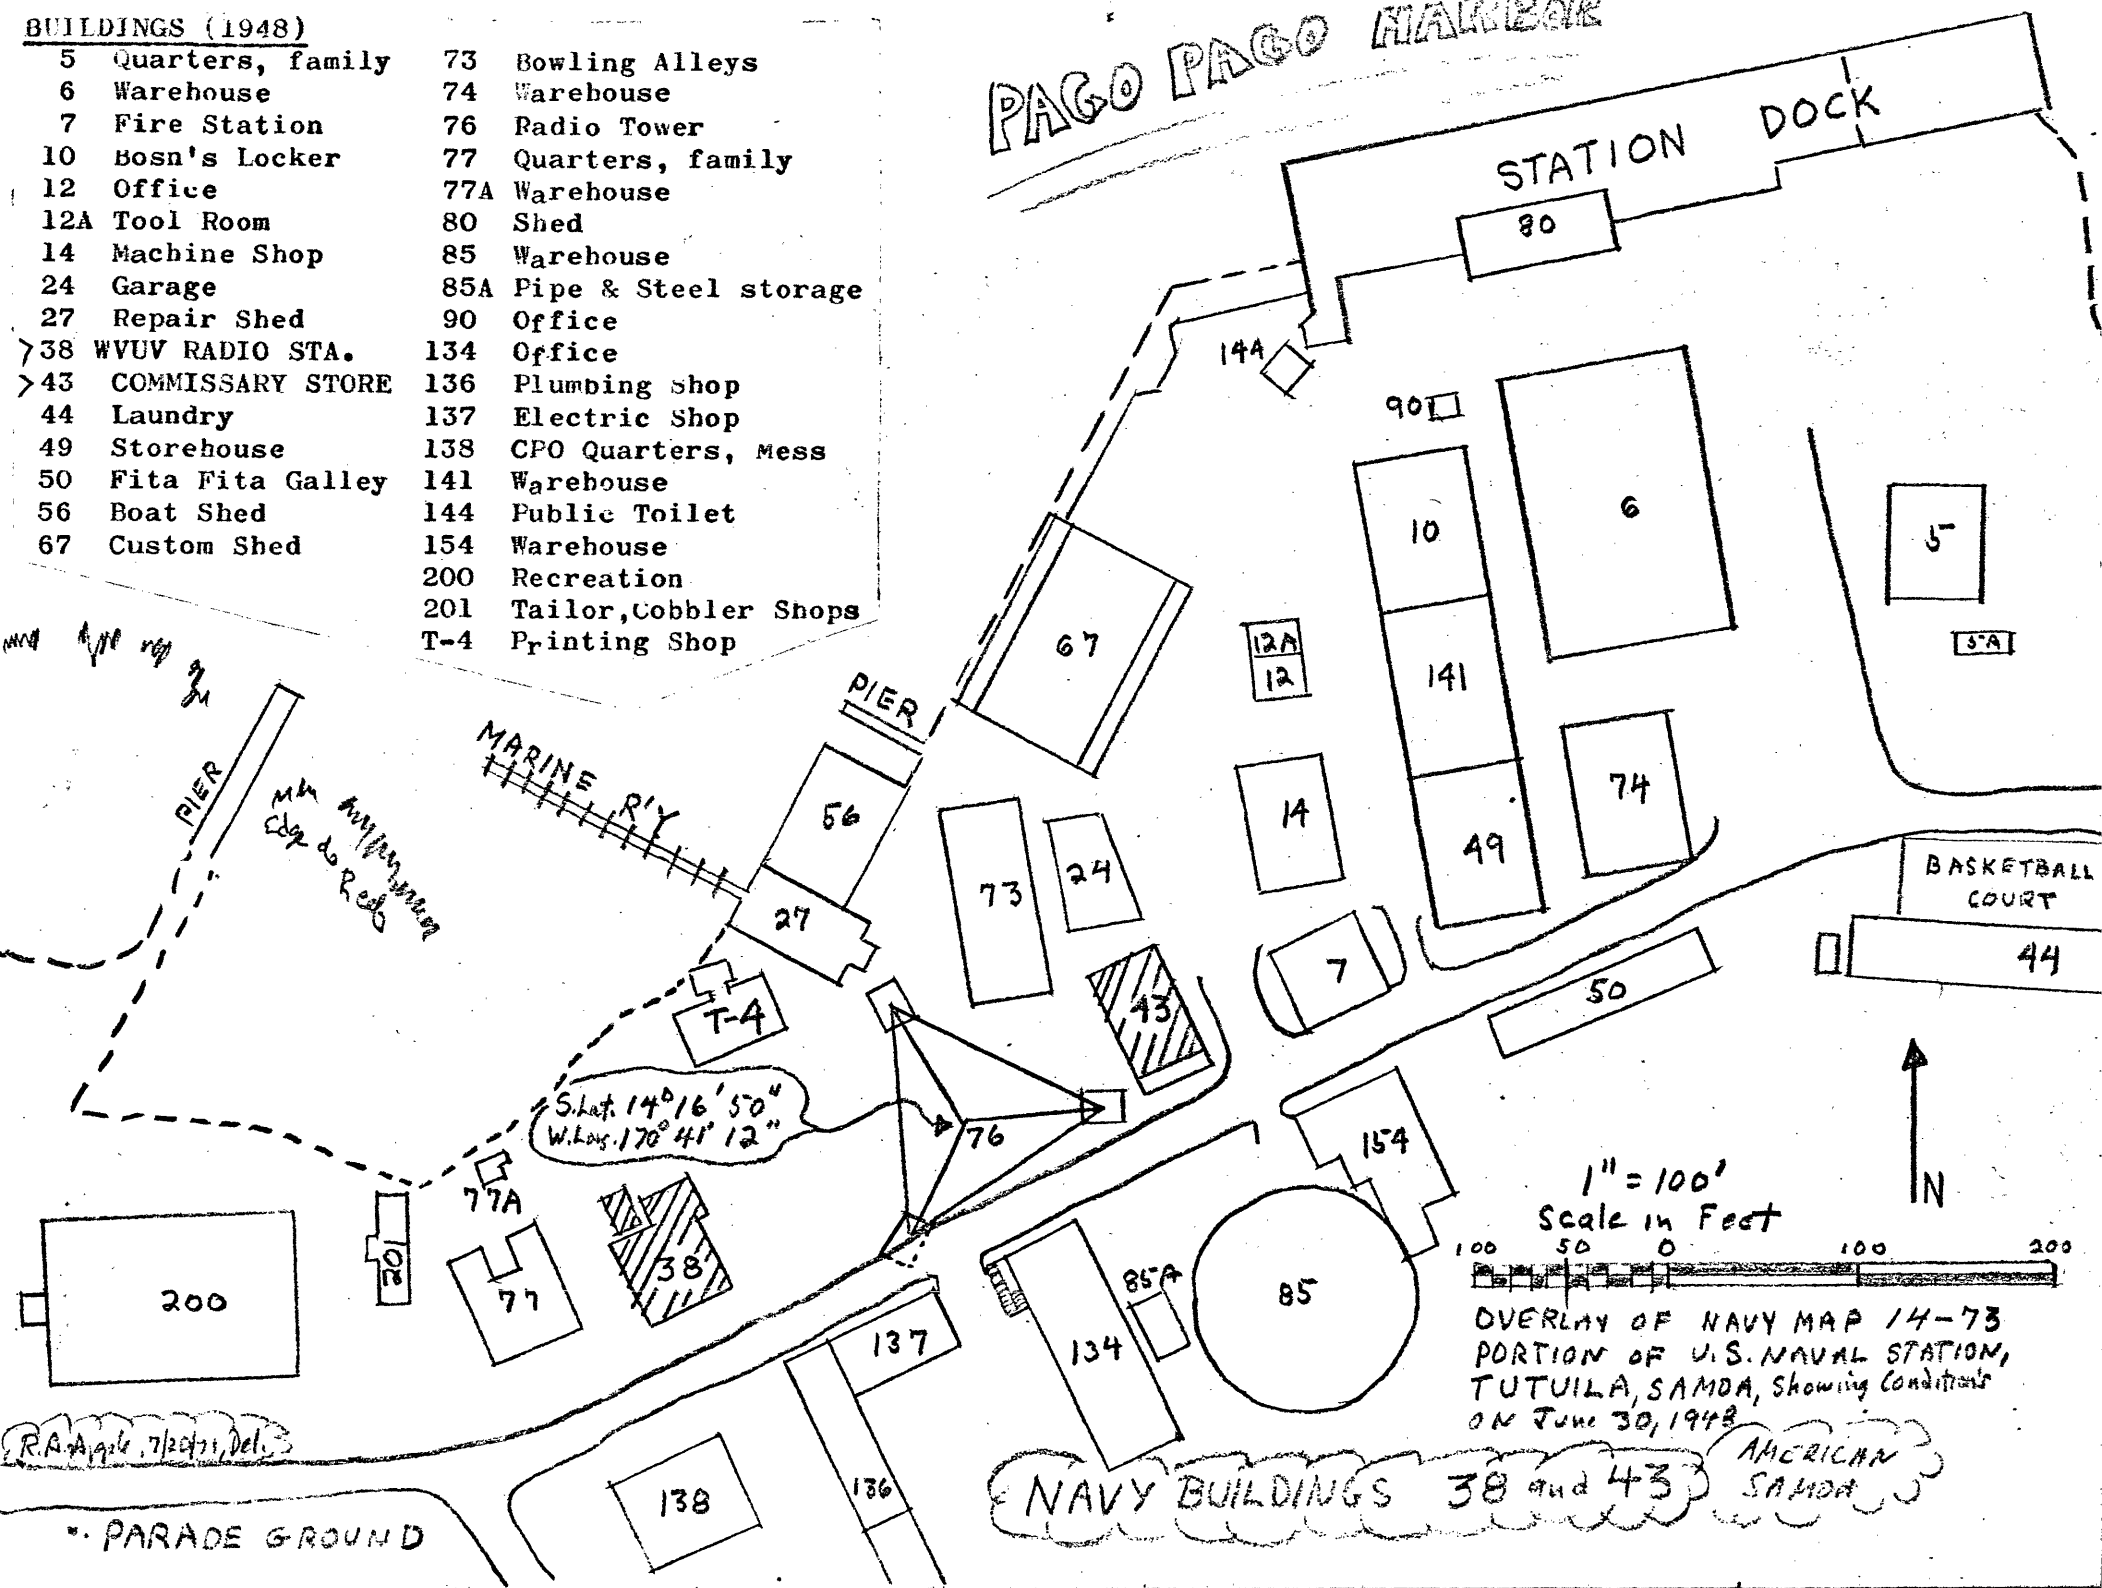 BUILDINGS (1948)
5 Quarters, family
6 Warehouse
7 Fire Station
10 Bosn's Locker
12 Office
12A Tool Room
14 Machine Shop
24 Garage
27 Repair Shed
>38 WVUV RADIO STA.
>43 COMMISSARY STORE
44 Laundry
49 Storehouse
50 Fita Fita Galley
56 Boat Shed
67 Custom Shed
73 Bowling Alleys
74 Warehouse
76 Radio Tower
77 Quarters, family
77A Warehouse
80 Shed
85 Warehouse
85A Pipe & Steel storage
90 Office
134 Office
136 Plumbing Shop
137 Electric Shop
138 CPO Quarters, Mess
141 Warehouse
144 Public Toilet
154 Warehouse
200 Recreation
201 Tailor,Cobbler Shops
T-4 Printing Shop
PAGO PAGO HARBOR
STATION DOCK
80
144
90
10
6
5
5A
67
12A
12
141
PIER
MARINE R'Y
PIER
56
14
74
73
24
49
BASKETBALL
COURT
27
7
44
50
43
T-4
S.Lat. 14° 16' 50"
W.Long. 170° 41' 12"
76
154
77A
1" = 100'
N
Scale in Feet
100 50 0 100 200
201
38
200
77
85A
85
137
134
OVERLAY OF NAVY MAP 14-73
PORTION OF U.S. NAVAL STATION,
TUTUILA, SAMOA, Showing Conditions
ON June 30, 1948
138
136
NAVY BUILDINGS 38 and 43
AMERICAN
SAMOA
PARADE GROUND